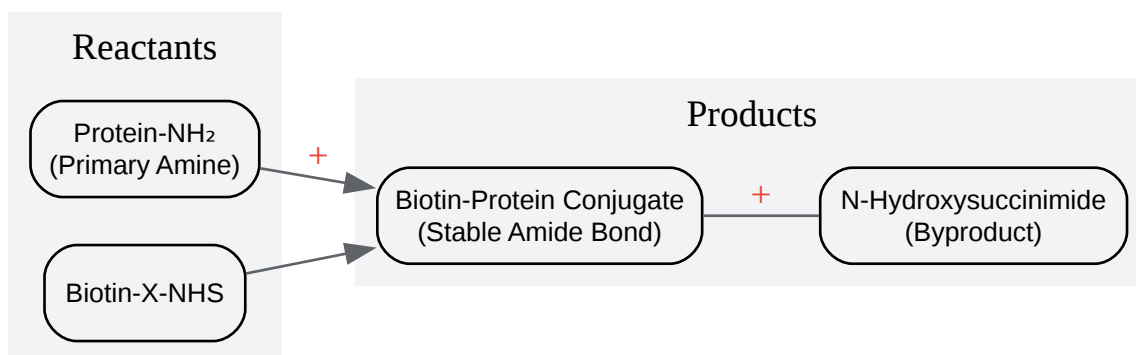 Reactants
Protein-NH₂
(Primary Amine)
+
Biotin-X-NHS
Products
Biotin-Protein Conjugate
(Stable Amide Bond)
+
N-Hydroxysuccinimide
(Byproduct)